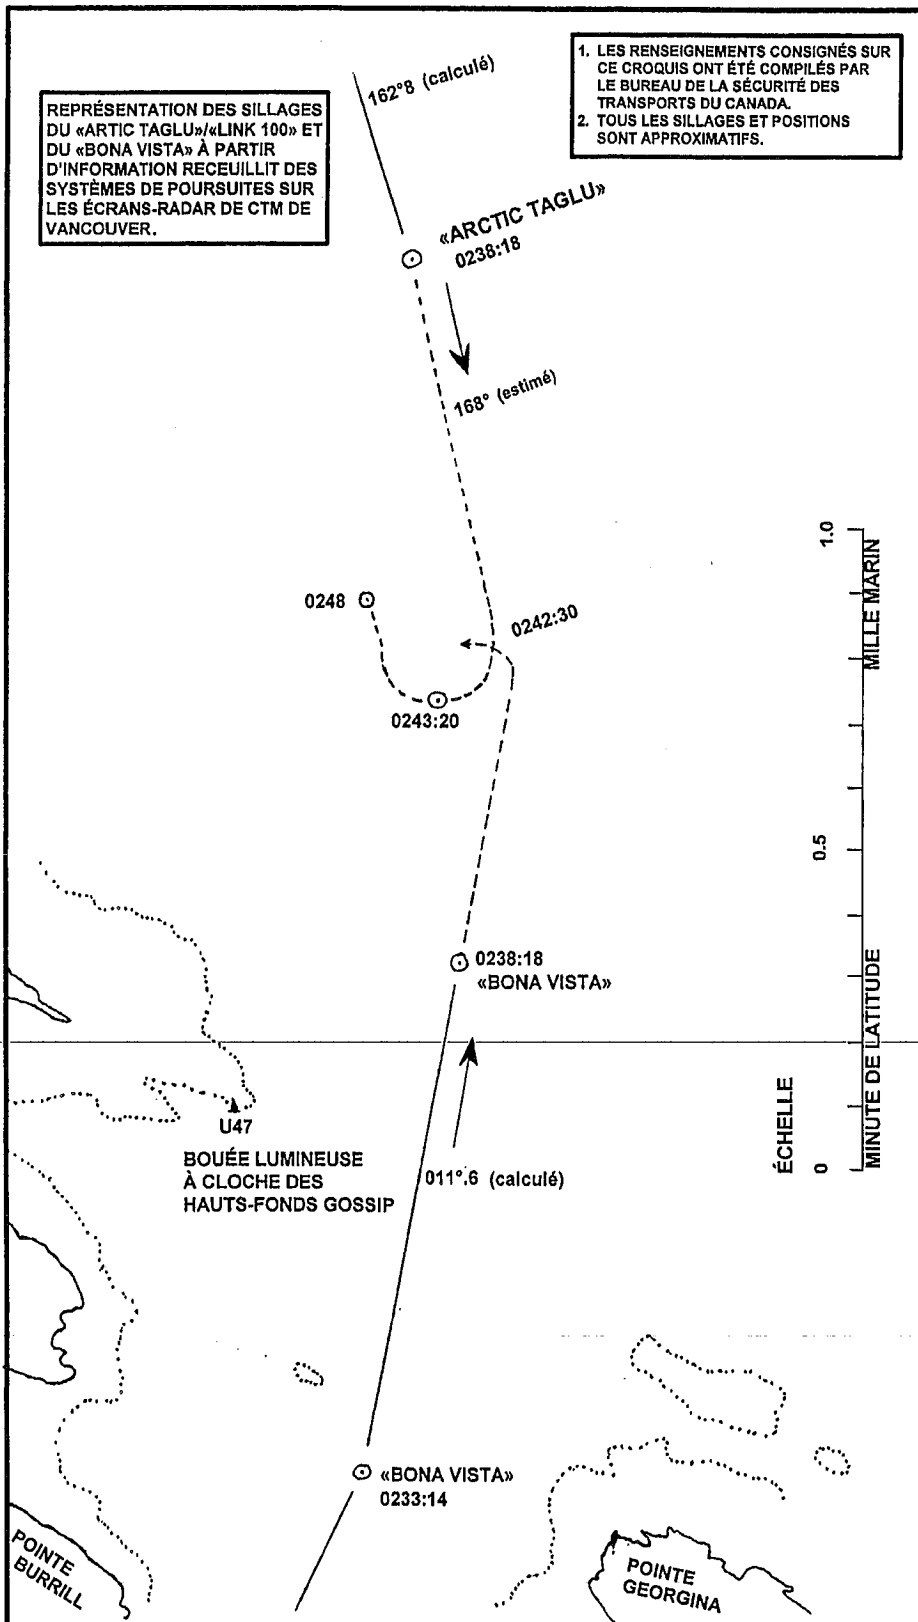 REPRÉSENTATION DES SILLAGES
DU «ARTIC TAGLU»/«LINK 100» ET
DU «BONA VISTA» À PARTIR
D'INFORMATION RECEUILLIT DES
SYSTÈMES DE POURSUITES SUR
LES ÉCRANS-RADAR DE CTM DE
VANCOUVER.
162°8 (calculé)
1. LES RENSEIGNEMENTS CONSIGNÉS SUR
CE CROQUIS ONT ÉTÉ COMPILÉS PAR
LE BUREAU DE LA SÉCURITÉ DES
TRANSPORTS DU CANADA.
2. TOUS LES SILLAGES ET POSITIONS
SONT APPROXIMATIFS.
«ARCTIC TAGLU»
0238:18
168° (estimé)
0248
0242:30
0243:20
0238:18
«BONA VISTA»
U47
BOUÉE LUMINEUSE
À CLOCHE DES
HAUTS-FONDS GOSSIP
011°.6 (calculé)
1.0
0.5
0
ÉCHELLE
MILLE MARIN
MINUTE DE LATITUDE
«BONA VISTA»
0233:14
POINTE
BURRILL
POINTE
GEORGINA